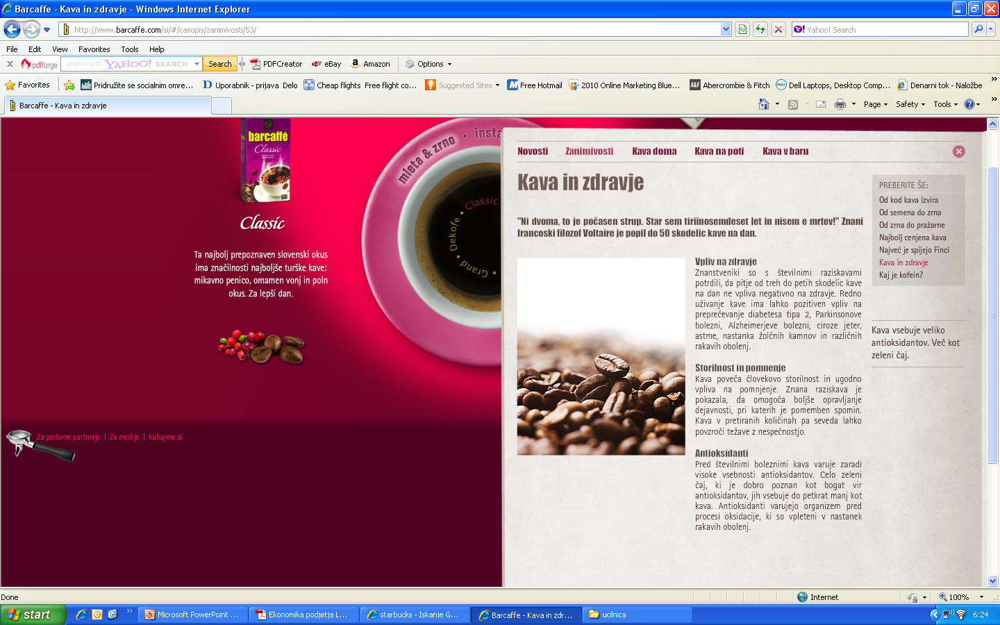 Barcaffe - Kava in zdravje - Windows Internet Explorer
http://www.barcaffe.com/si/#/casopis/zanimivosti/53/
Yahoo! Search
File Edit View Favorites Tools Help
pdfforge explore with YAHOO! SEARCH Search PDFCreator eBay Amazon Options
Favorites Pridružite se socialnim omre... Uporabnik - prijava Delo Cheap flights Free flight co... Suggested Sites Free Hotmail 2010 Online Marketing Blue... Abercrombie & Fitch Dell Laptops, Desktop Comp... Denarni tok - Naložbe
Barcaffe - Kava in zdravje
Page Safety Tools
barcaffé
Classic
Classic
Ta najbolj prepoznaven slovenski okus
ima značilnosti najboljše turške kave:
mikavno penico, omamen vonj in poln
okus. Za lepši dan.
mleta & zrno • insta
Classic
Dekofe • Grand •
Za poslovne partnerje | Za medije | kuhajmo.si
Novosti Zanimivosti Kava doma Kava na poti Kava v baru
Kava in zdravje
"Ni dvoma, to je počasen strup. Star sem tiriinosemdeset let in nisem e mrtev!" Znani
francoski filozof Voltaire je popil do 50 skodelic kave na dan.
Vpliv na zdravje
Znanstveniki so s številnimi raziskavami
potrdili, da pitje od treh do petih skodelic kave
na dan ne vpliva negativno na zdravje. Redno
uživanje kave ima lahko pozitiven vpliv na
preprečevanje diabetesa tipa 2, Parkinsonove
bolezni, Alzheimerjeve bolezni, ciroze jeter,
astme, nastanka žolčnih kamnov in različnih
rakavih obolenj.
Storilnost in pomnenje
Kava poveča človekovo storilnost in ugodno
vpliva na pomnjenje. Znana raziskava je
pokazala, da omogoča boljše opravljanje
dejavnosti, pri katerih je pomemben spomin.
Kava v pretiranih količinah pa seveda lahko
povzroči težave z nespečnostjo.
Antioksidanti
Pred številnimi boleznimi kava varuje zaradi
visoke vsebnosti antioksidantov. Celo zeleni
čaj, ki je dobro poznan kot bogat vir
antioksidantov, jih vsebuje do petkrat manj kot
kava. Antioksidanti varujejo organizem pred
procesi oksidacije, ki so vpleteni v nastanek
rakavih obolenj.
PREBERITE ŠE:
Od kod kava izvira
Od semena do zrna
Od zrna do pražarne
Najbolj cenjena kava
Največ je spijejo Finci
Kava in zdravje
Kaj je kofein?
Kava vsebuje veliko
antioksidantov. Več kot
zeleni čaj.
Done Internet 100%
start Microsoft PowerPoint ... Ekonomika podjetja L... starbucks - Iskanje G... Barcaffe - Kava in zdr... ucilnica 6:24